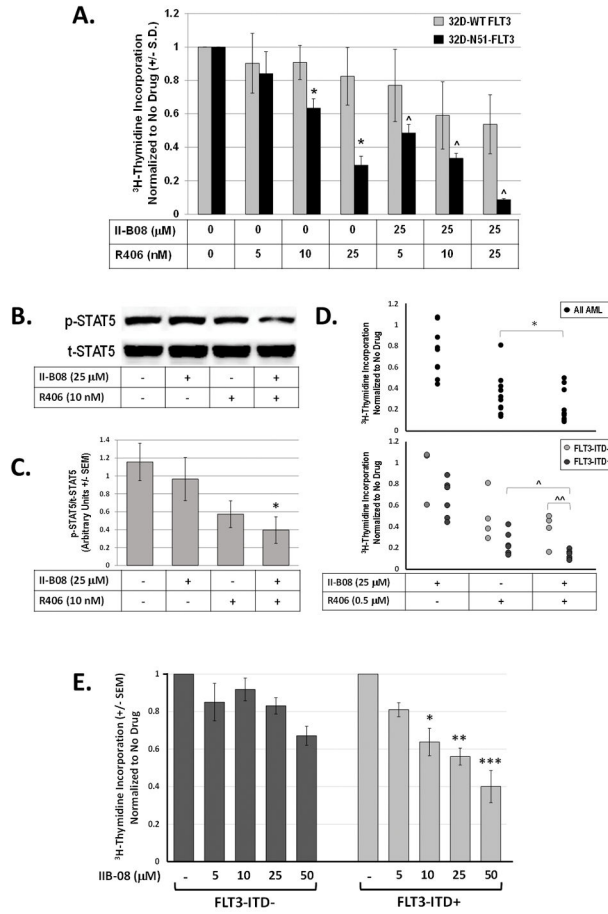 A.
³H-Thymidine Incorporation
Normalized to No Drug (+/- S.D.)
1.2
1
0.8
0.6
0.4
0.2
0
32D-WT FLT3
32D-N51-FLT3
* * ^ ^ ^
II-B08 (µM) 0 0 0 0 25 25 25
R406 (nM) 0 5 10 25 5 10 25
B.
p-STAT5
t-STAT5
II-B08 (25 µM) - + - +
R406 (10 nM) - - + +
C.
p-STAT5/t-STAT5
(Arbitrary Units +/- SEM)
1.4
1.2
1
0.8
0.6
0.4
0.2
0
*
II-B08 (25 µM) - + - +
R406 (10 nM) - - + +
D.
³H-Thymidine Incorporation
Normalized to No Drug
1.2
1
0.8
0.6
0.4
0.2
0
All AML
*
³H-Thymidine Incorporation
Normalized to No Drug
1.2
1
0.8
0.6
0.4
0.2
0
FLT3-ITD-
FLT3-ITD+
^
^^
II-B08 (25 µM) + - +
R406 (0.5 µM) - + +
E.
³H-Thymidine Incorporation (+/- SEM)
Normalized to No Drug
1
0.8
0.6
0.4
0.2
0
* ** ***
IIB-08 (µM) - 5 10 25 50 - 5 10 25 50
FLT3-ITD- FLT3-ITD+